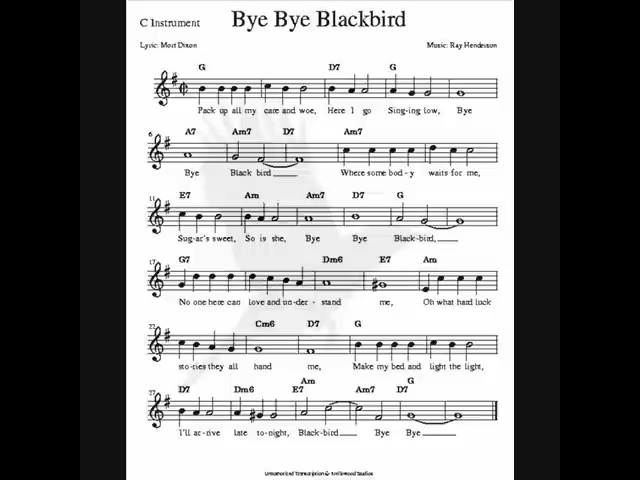 Bye Bye Blackbird
C Instrument
Lyric: Mort Dixon Music: Ray Henderson
G D7 G
Pack up all my care and woe, Here I go Sing-ing low, 'Bye
6
A7 Am7 D7 Am7
'Bye Black bird____ Where some bod-y waits for me,
11
E7 Am Am7 D7 G
Sug-ar's sweet, So is she, 'Bye 'Bye Black-bird,____
17
G7 Dm6 E7 Am
No one here can love and un-der-stand me, Oh what hard luck
22
Cm6 D7 G
sto-ries they all hand me, Make my bed and light the light,
27
D7 Dm6 E7 Am E7 Am7 D7 G
I'll ar-rive late to-night, Black-bird____ 'Bye 'Bye____